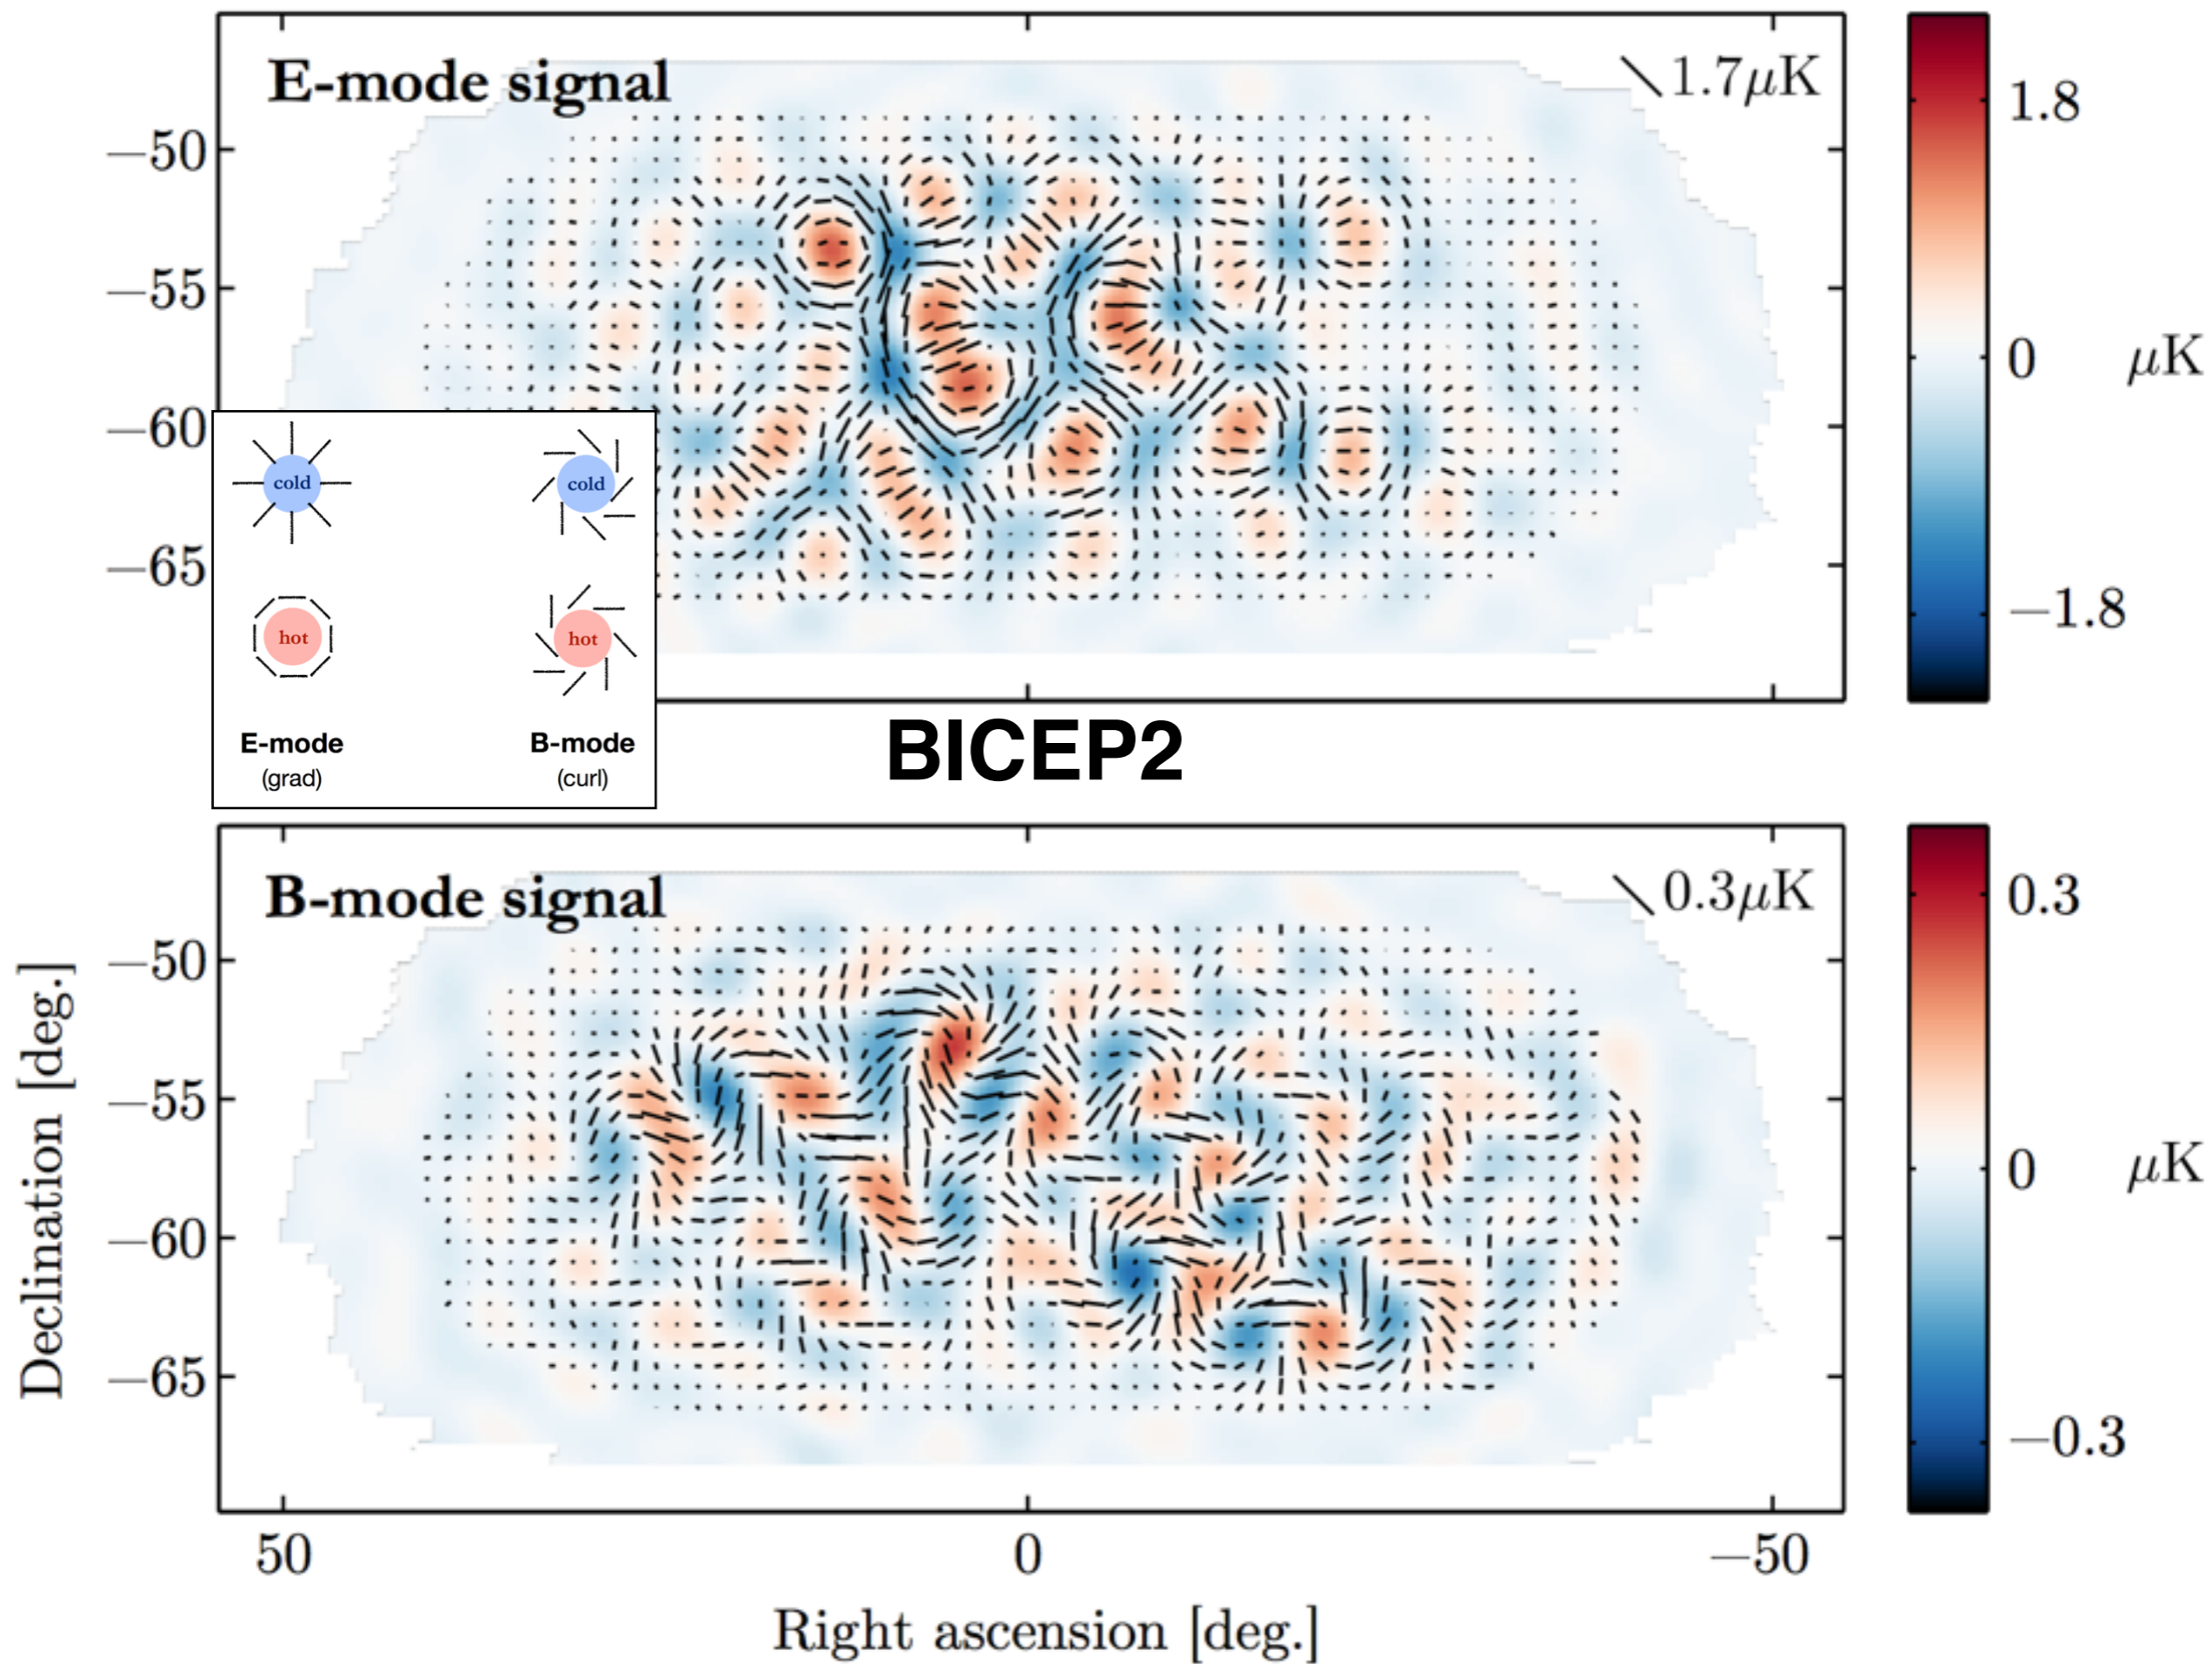 E-mode signal
1.7μK
−50
−55
−60
−65
1.8
0
μK
−1.8
cold
cold
hot
hot
E-mode
B-mode
(grad)
(curl)
BICEP2
B-mode signal
0.3μK
−50
−55
−60
−65
Declination [deg.]
0.3
0
μK
−0.3
50
0
−50
Right ascension [deg.]